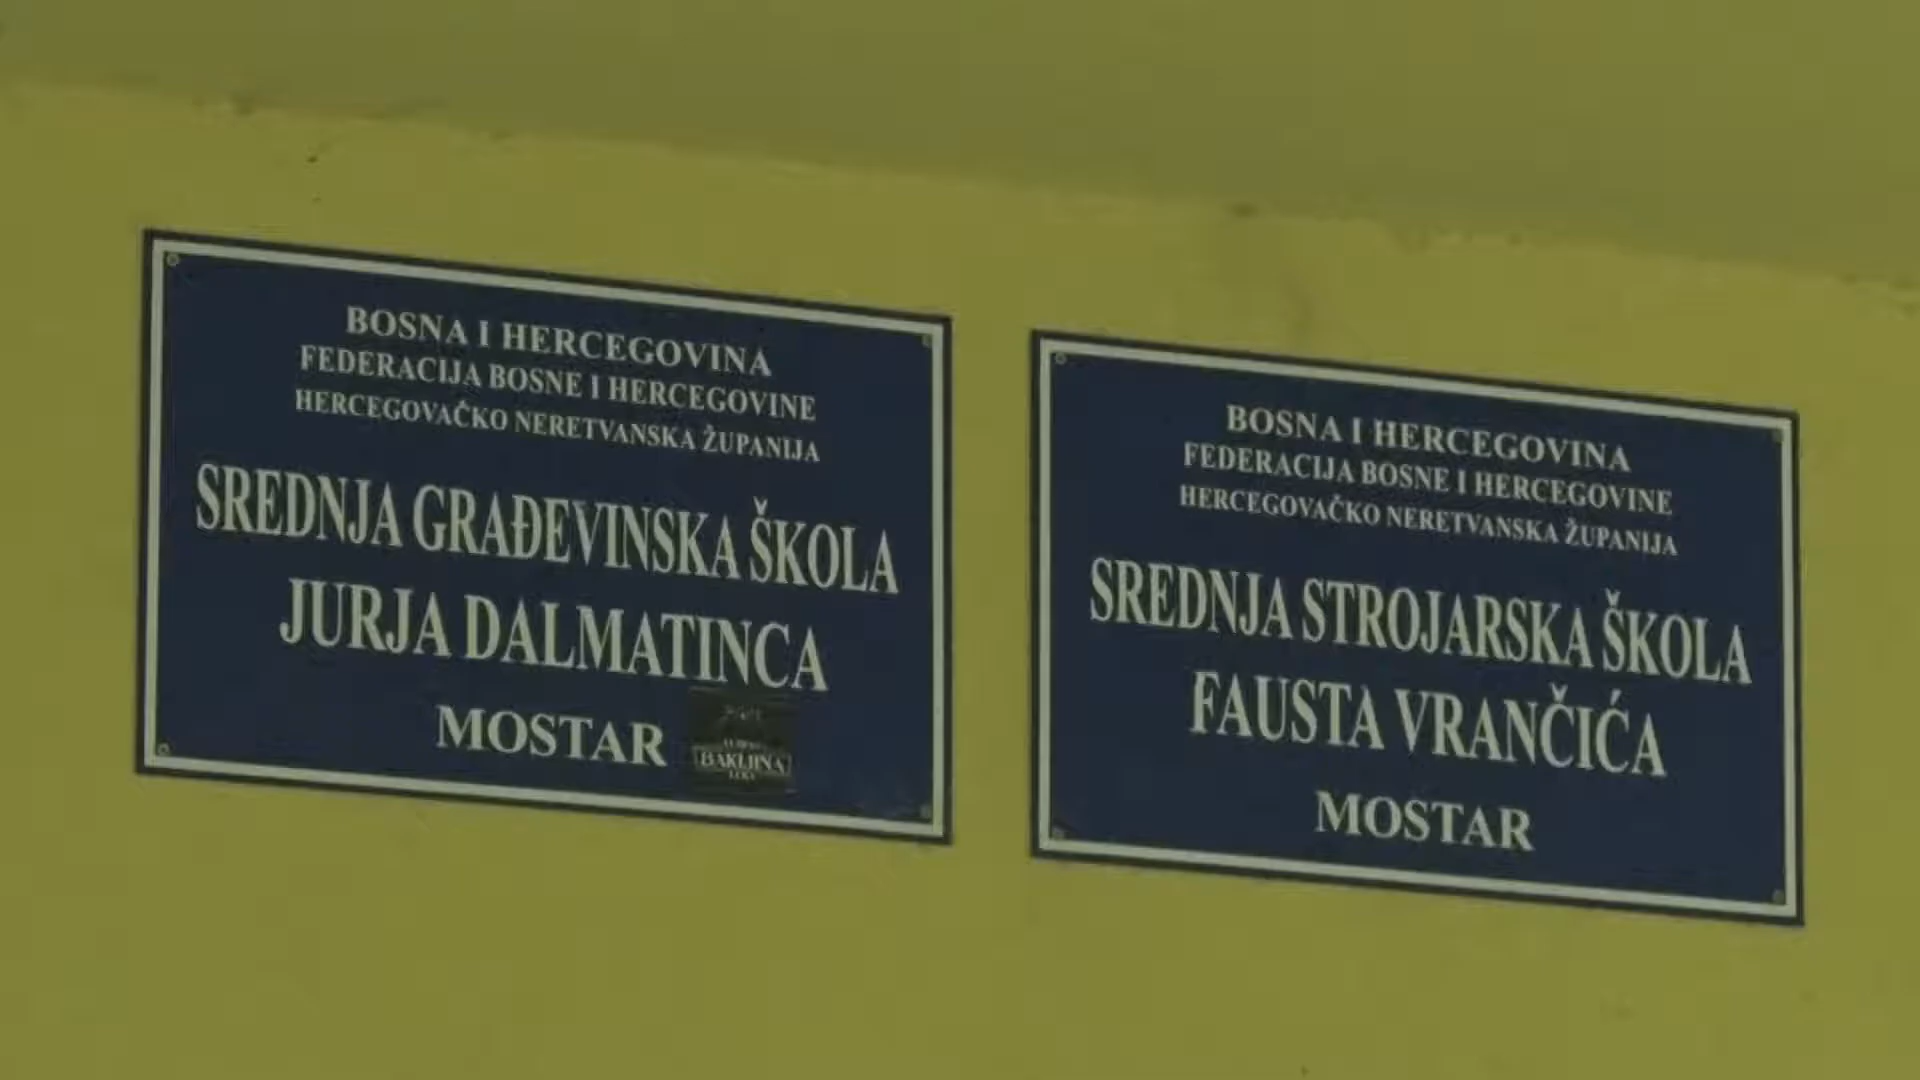 BOSNA I HERCEGOVINA
FEDERACIJA BOSNE I HERCEGOVINE
HERCEGOVAČKO NERETVANSKA ŽUPANIJA
SREDNJA GRAĐEVINSKA ŠKOLA
JURJA DALMATINCA
MOSTAR
BOSNA I HERCEGOVINA
FEDERACIJA BOSNE I HERCEGOVINE
HERCEGOVAČKO NERETVANSKA ŽUPANIJA
SREDNJA STROJARSKA ŠKOLA
FAUSTA VRANČIĆA
MOSTAR